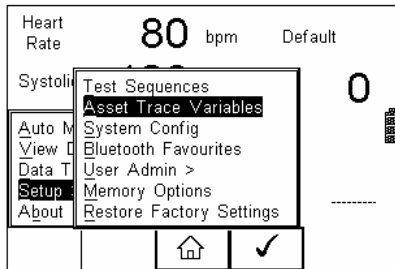 Heart
Rate
80 bpm
Default
Systoli
0
Test Sequences
Asset Trace Variables
System Config
Bluetooth Favourites
User Admin >
Memory Options
Restore Factory Settings
Auto M
View D
Data T
Setup
About